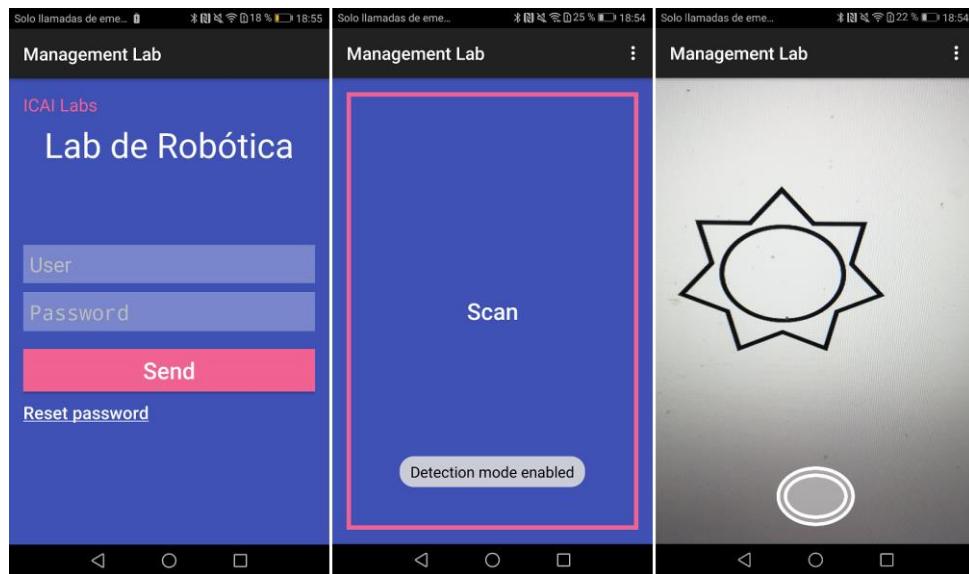 Solo llamadas de eme... 18 % 18:55
Management Lab
ICAI Labs
Lab de Robótica
User
Password
Send
Reset password
Solo llamadas de eme... 25 % 18:54
Management Lab
Scan
Detection mode enabled
Solo llamadas de eme... 22 % 18:54
Management Lab